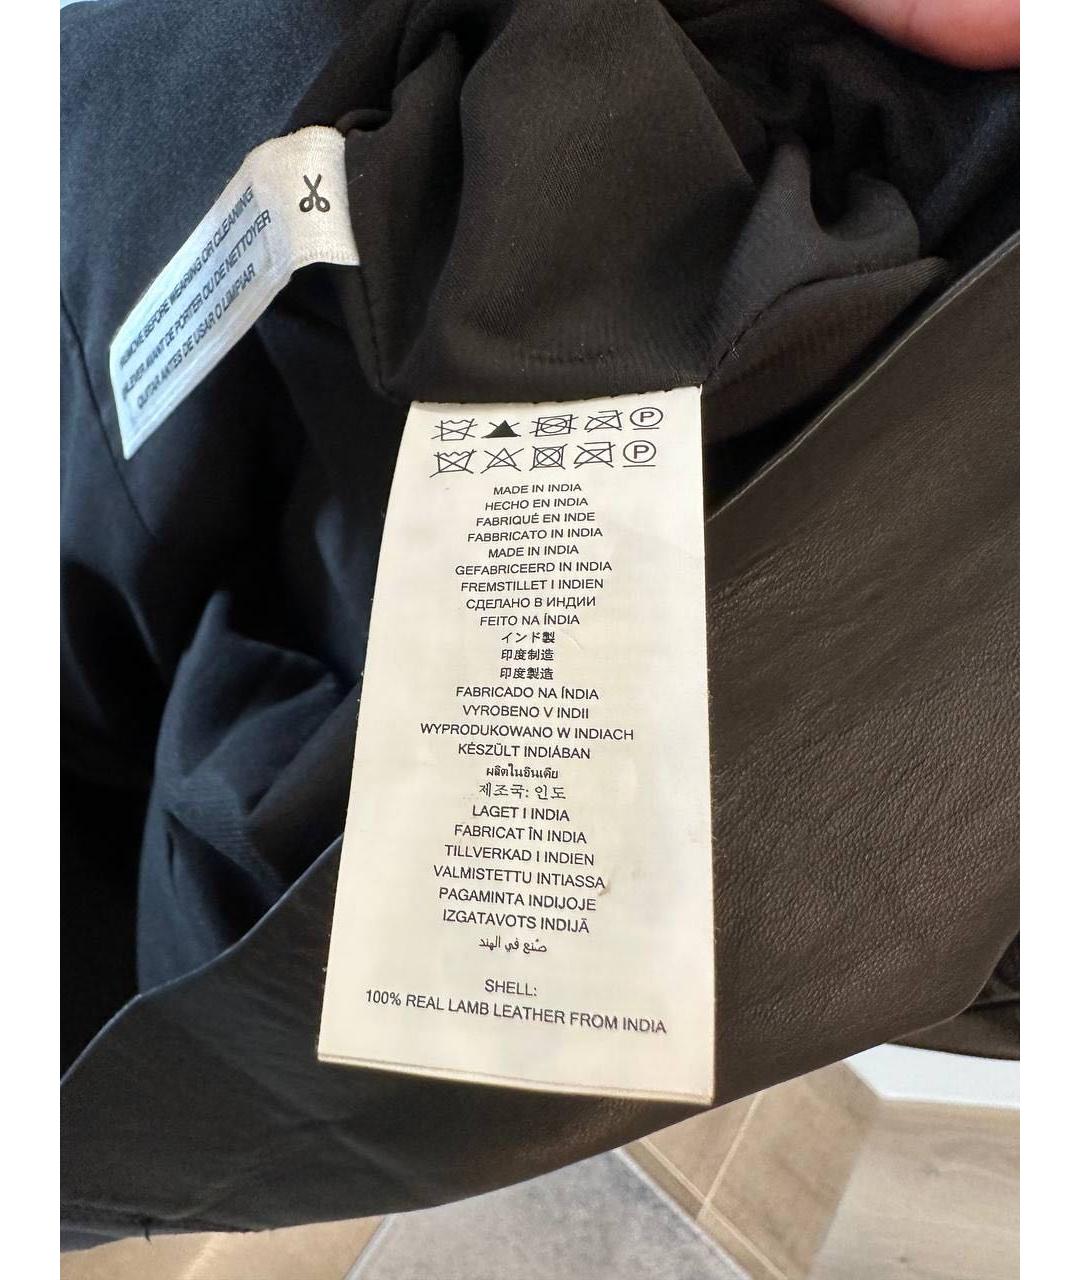 REMOVE BEFORE WEARING OR CLEANING
ENLEVER AVANT DE PORTER OU DE NETTOYER
QUITAR ANTES DE USAR O LIMPIAR
P
P
MADE IN INDIA
HECHO EN INDIA
FABRIQUÉ EN INDE
FABBRICATO IN INDIA
MADE IN INDIA
GEFABRICEERD IN INDIA
FREMSTILLET I INDIEN
СДЕЛАНО В ИНДИИ
FEITO NA ÍNDIA
インド製
印度制造
印度製造
FABRICADO NA ÍNDIA
VYROBENO V INDII
WYPRODUKOWANO W INDIACH
KÉSZÜLT INDIÁBAN
ผลิตในอินเดีย
제조국: 인도
LAGET I INDIA
FABRICAT ÎN INDIA
TILLVERKAD I INDIEN
VALMISTETTU INTIASSA
PAGAMINTA INDIJOJE
IZGATAVOTS INDIJĀ
صنع في الهند
SHELL:
100% REAL LAMB LEATHER FROM INDIA